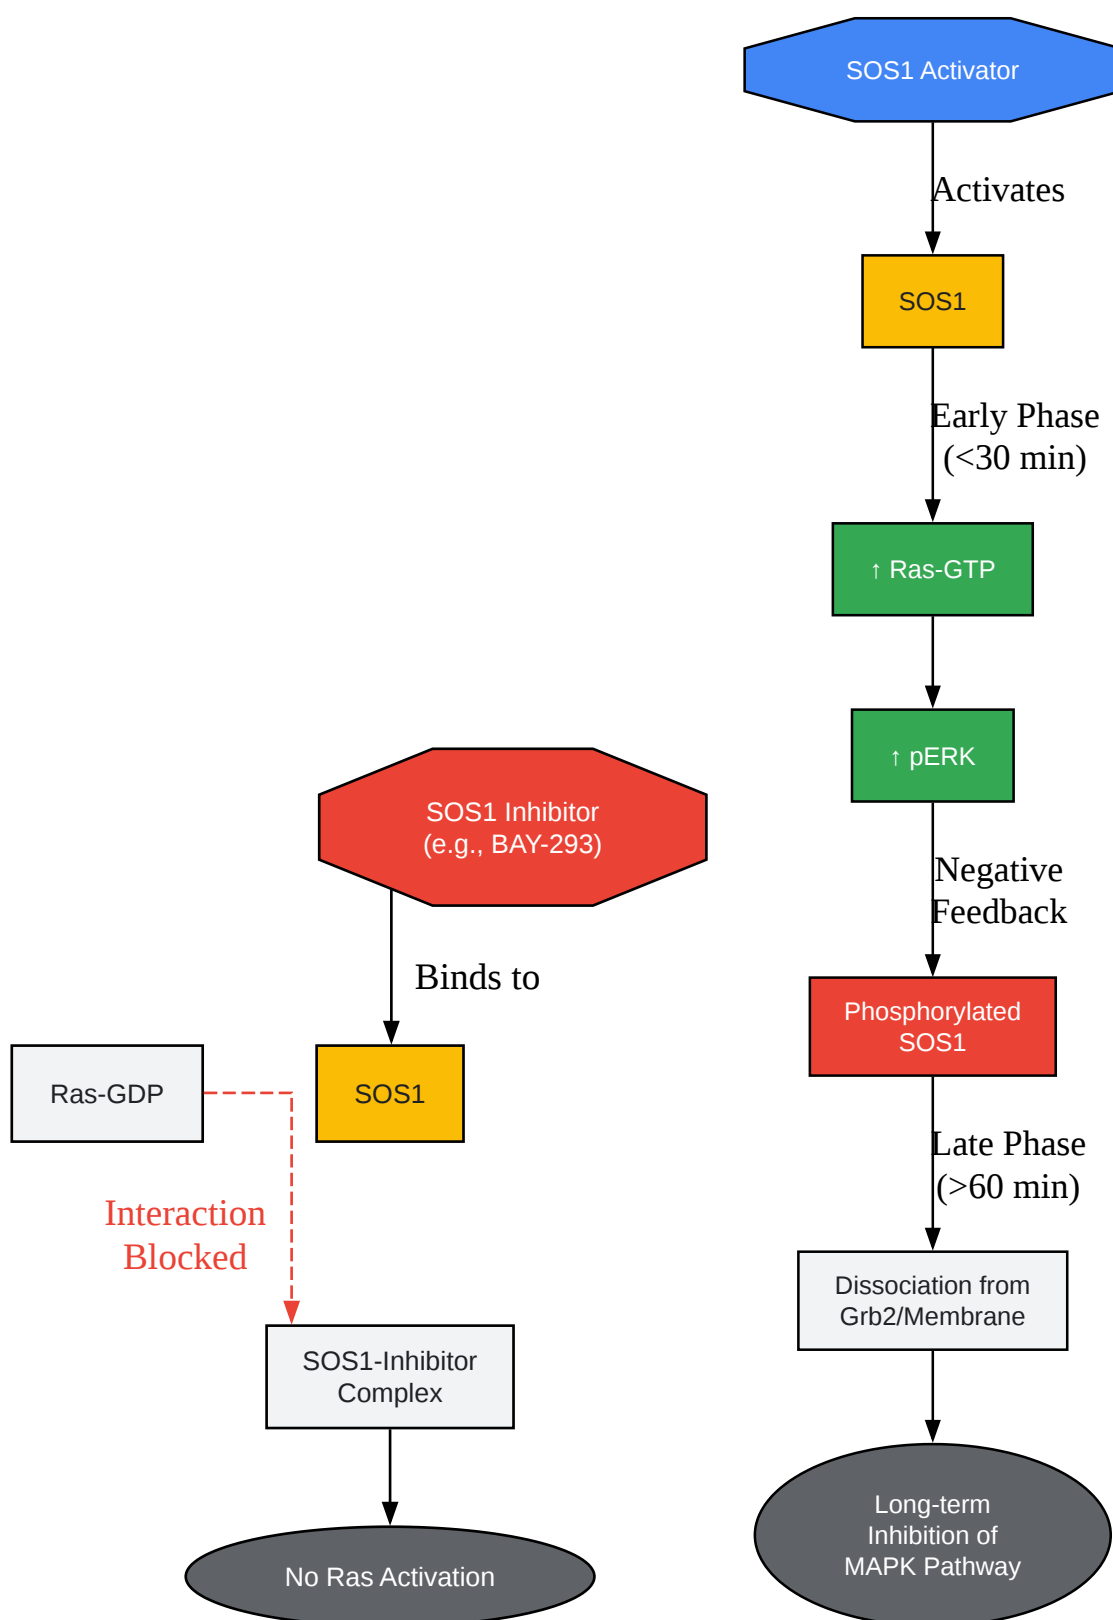 SOS1 Activator
Activates
SOS1
Early Phase
(<30 min)
↑ Ras-GTP
↑ pERK
Negative
Feedback
Phosphorylated
SOS1
Late Phase
(>60 min)
Dissociation from
Grb2/Membrane
Long-term
Inhibition of
MAPK Pathway
SOS1 Inhibitor
(e.g., BAY-293)
Binds to
Ras-GDP
SOS1
Interaction
Blocked
SOS1-Inhibitor
Complex
No Ras Activation